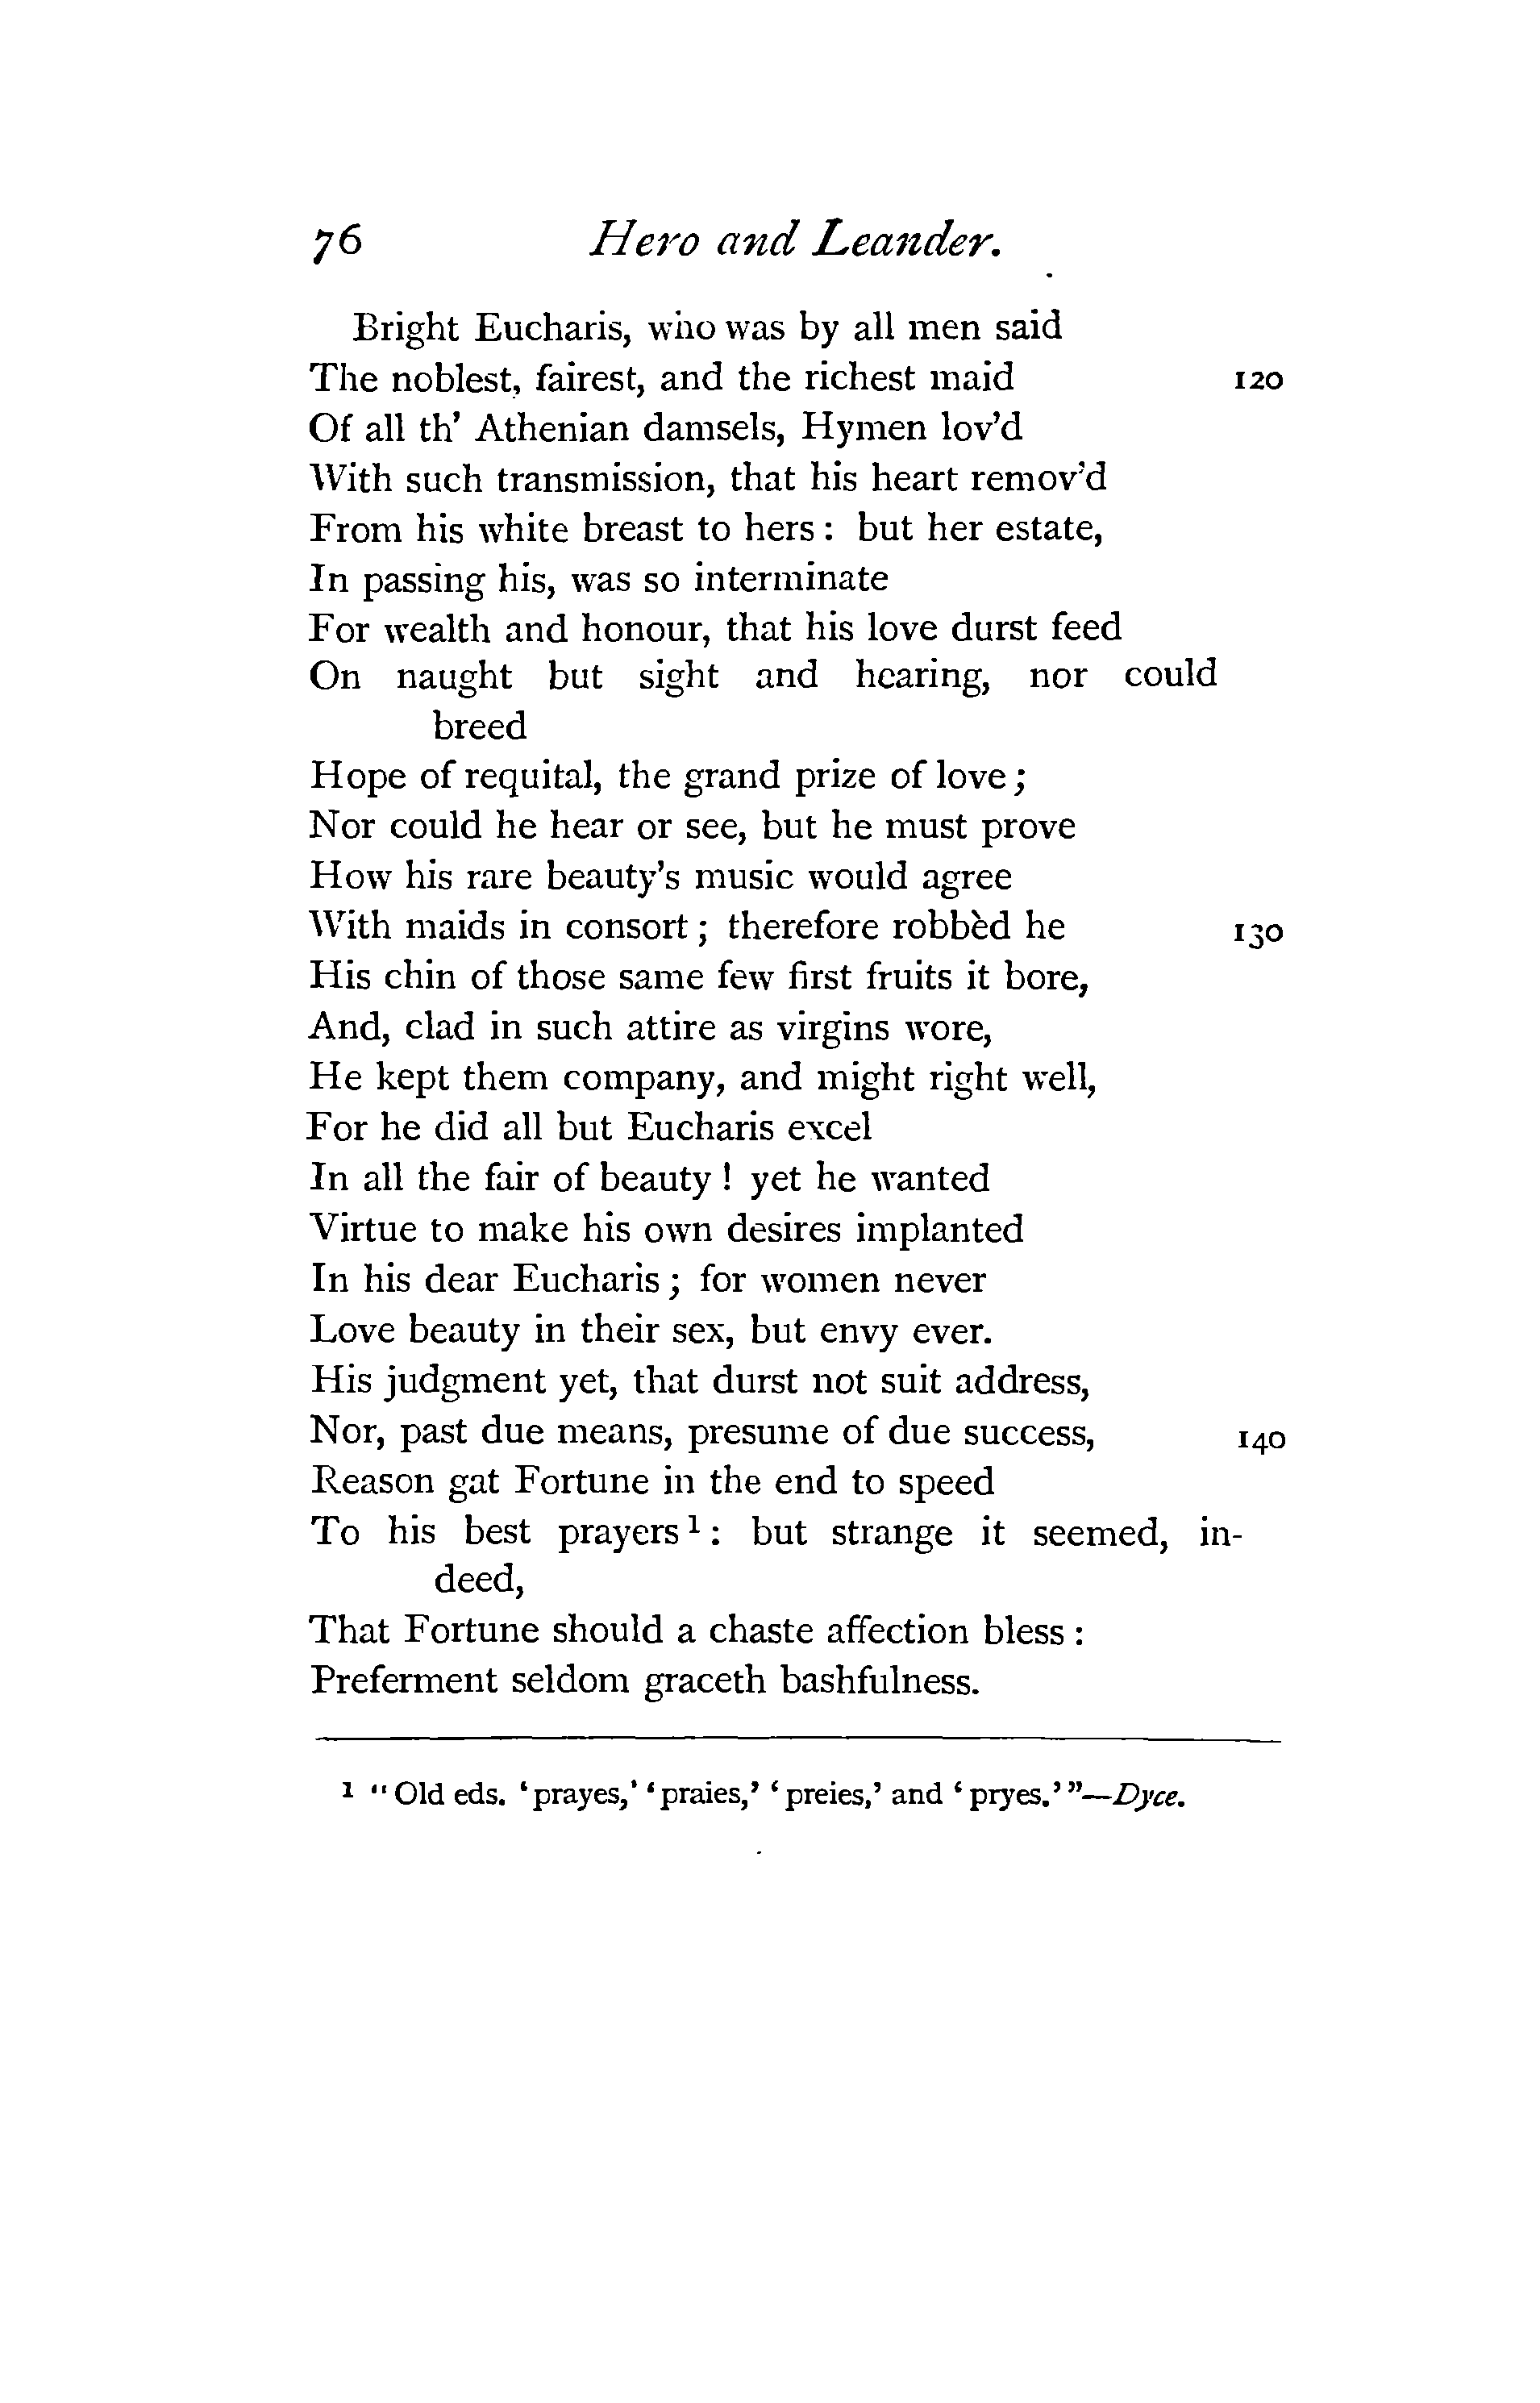 76 Hero and Leander.
Bright Eucharis, who was by all men said
The noblest, fairest, and the richest maid 120
Of all th’ Athenian damsels, Hymen lov’d
With such transmission, that his heart remov’d
From his white breast to hers : but her estate,
In passing his, was so interminate
For wealth and honour, that his love durst feed
On naught but sight and hearing, nor could
breed
Hope of requital, the grand prize of love ;
Nor could he hear or see, but he must prove
How his rare beauty’s music would agree
With maids in consort ; therefore robbèd he 130
His chin of those same few first fruits it bore,
And, clad in such attire as virgins wore,
He kept them company, and might right well,
For he did all but Eucharis excel
In all the fair of beauty ! yet he wanted
Virtue to make his own desires implanted
In his dear Eucharis ; for women never
Love beauty in their sex, but envy ever.
His judgment yet, that durst not suit address,
Nor, past due means, presume of due success, 140
Reason gat Fortune in the end to speed
To his best prayers ¹ : but strange it seemed, in-
deed,
That Fortune should a chaste affection bless :
Preferment seldom graceth bashfulness.
¹ “ Old eds. ‘ prayes,’ ‘ praies,’ ‘ preies,’ and ‘ pryes.’ ”—Dyce.